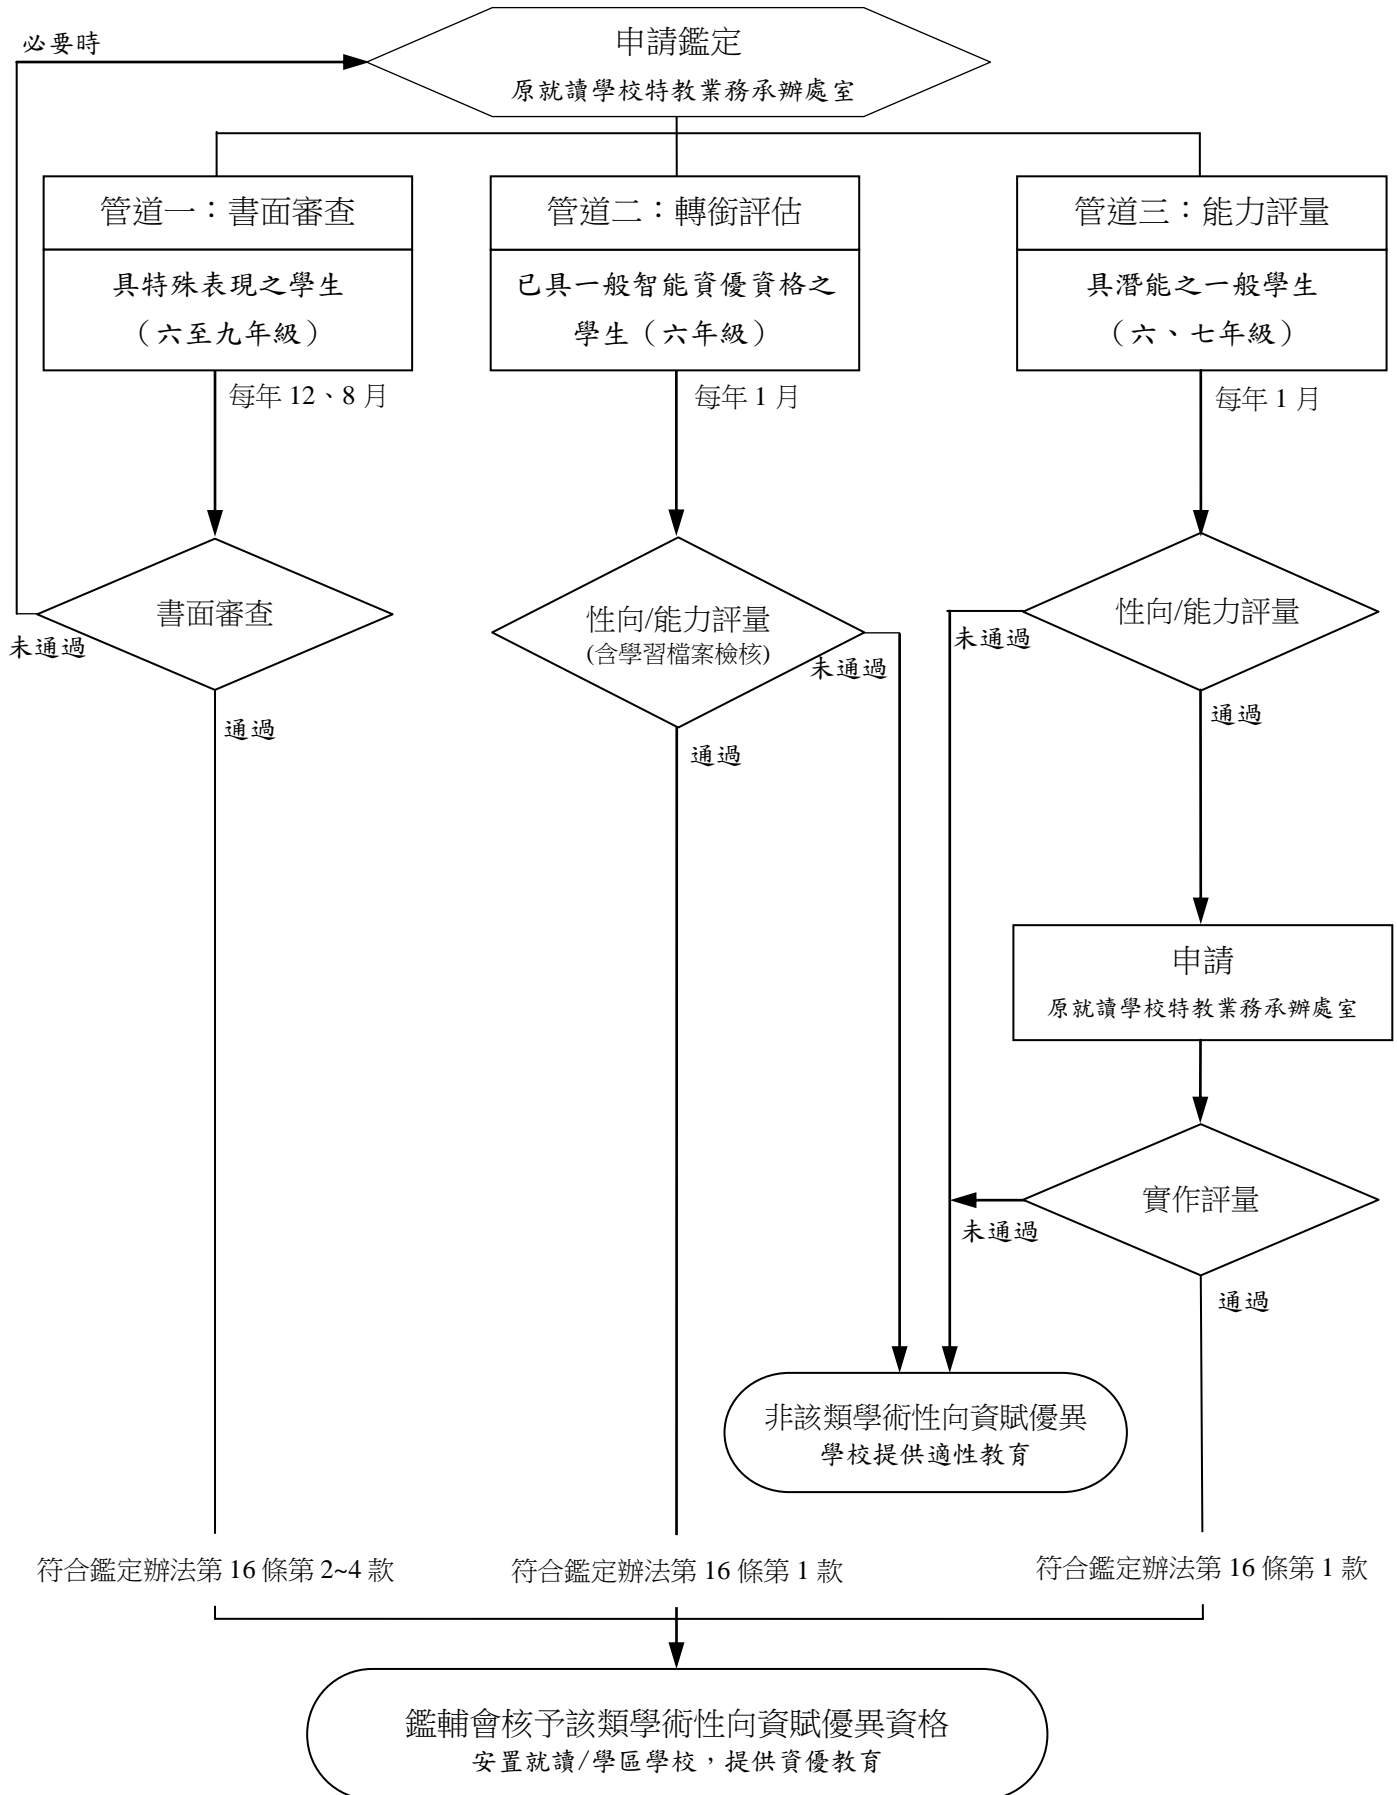 必要時
申請鑑定
原就讀學校特教業務承辦處室
管道一：書面審查
具特殊表現之學生
（六至九年級）
每年 12、8 月
管道二：轉銜評估
已具一般智能資優資格之
學生（六年級）
每年 1 月
管道三：能力評量
具潛能之一般學生
（六、七年級）
每年 1 月
書面審查
未通過
通過
性向/能力評量
(含學習檔案檢核)
未通過
通過
性向/能力評量
未通過
通過
申請
原就讀學校特教業務承辦處室
實作評量
未通過
通過
非該類學術性向資賦優異
學校提供適性教育
符合鑑定辦法第 16 條第 2~4 款
符合鑑定辦法第 16 條第 1 款
符合鑑定辦法第 16 條第 1 款
鑑輔會核予該類學術性向資賦優異資格
安置就讀/學區學校，提供資優教育